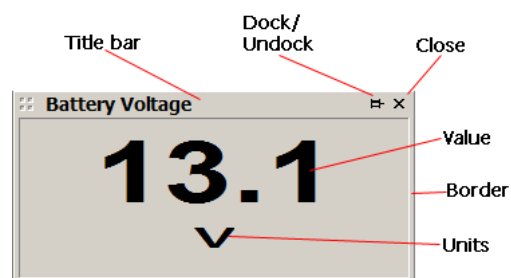 Title bar
Dock/
Undock
Close
Battery Voltage
13.1
V
Value
Border
Units